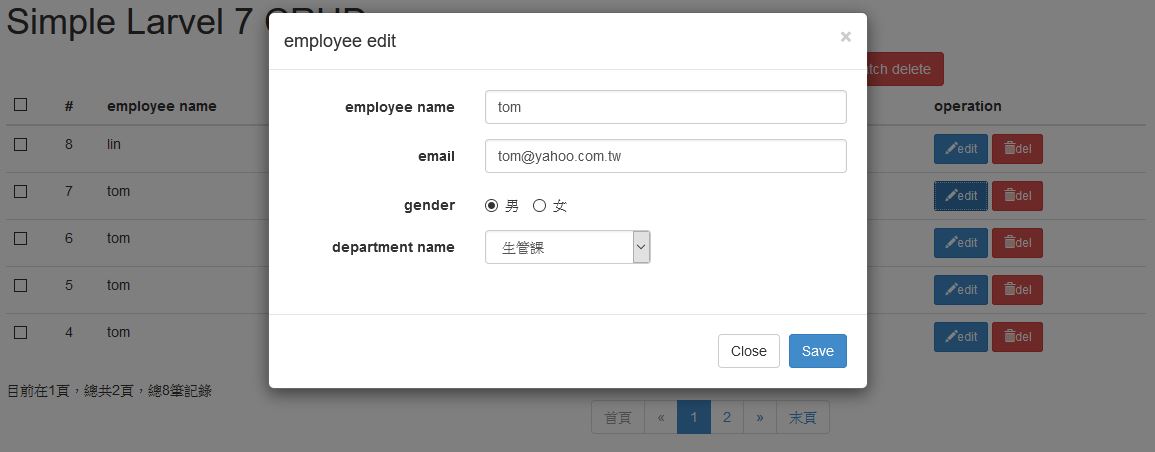 Simple Larvel 7 CRUD
employee edit ×
tch delete
# employee name operation
employee name tom
8 lin edit del
email tom@yahoo.com.tw
7 tom edit del
gender 男 女
6 tom edit del
department name 生管課
5 tom edit del
4 tom edit del
Close Save
目前在1頁，總共2頁，總8筆記錄
首頁 « 1 2 » 末頁